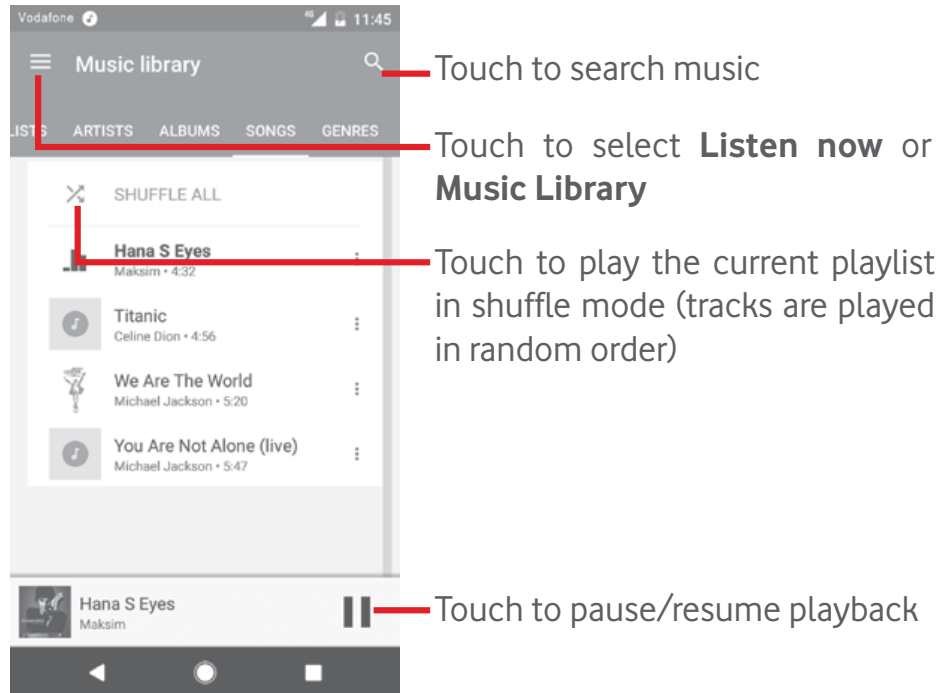 Vodafone 4G 11:45
Music library
LISTS ARTISTS ALBUMS SONGS GENRES
SHUFFLE ALL
Hana S Eyes
Maksim • 4:32
Titanic
Celine Dion • 4:56
We Are The World
Michael Jackson • 5:20
You Are Not Alone (live)
Michael Jackson • 5:47
Hana S Eyes
Maksim
Touch to search music
Touch to select Listen now or
Music Library
Touch to play the current playlist
in shuffle mode (tracks are played
in random order)
Touch to pause/resume playback